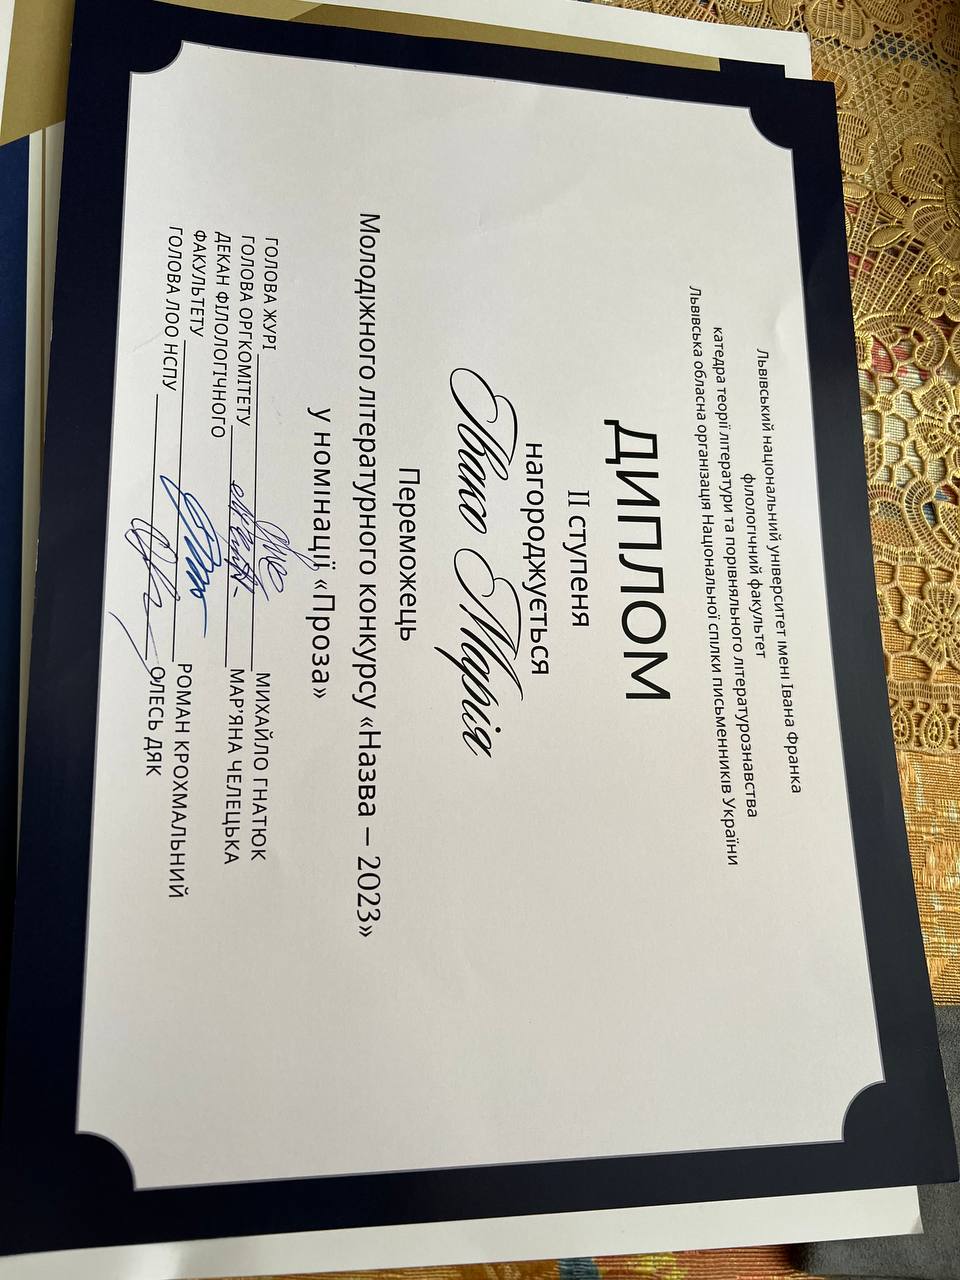 Львівський національний університет імені Івана Франка
філологічний факультет
катедра теорії літератури та порівняльного літературознавства
Львівська обласна організація Національної спілки письменників України
ДИПЛОМ
ІІ ступеня
нагороджується
Івако Марія
Переможець
Молодіжного літературного конкурсу «Назва – 2023»
у номінації «Проза»
ГОЛОВА ЖУРІ МИХАЙЛО ГНАТЮК
ГОЛОВА ОРГКОМІТЕТУ МАР'ЯНА ЧЕЛЕЦЬКА
ДЕКАН ФІЛОЛОГІЧНОГО
ФАКУЛЬТЕТУ РОМАН КРОХМАЛЬНИЙ
ГОЛОВА ЛОО НСПУ ОЛЕСЬ ДЯК